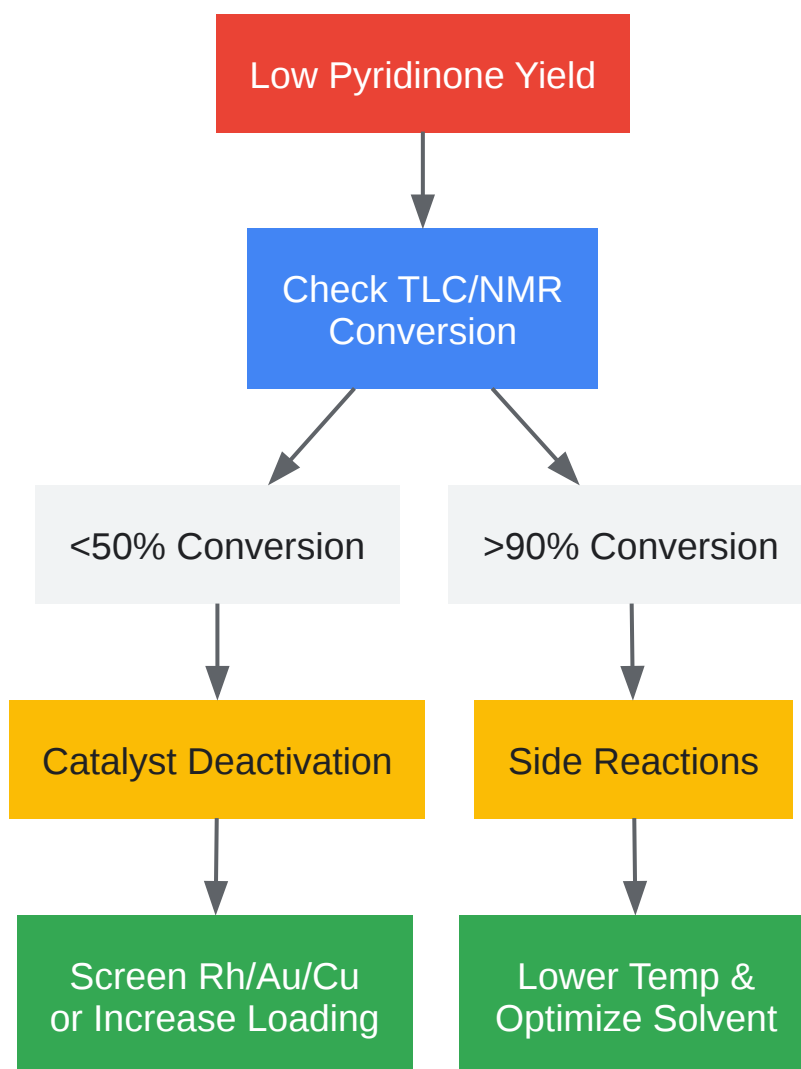 Low Pyridinone Yield
Check TLC/NMR
Conversion
<50% Conversion
>90% Conversion
Catalyst Deactivation
Side Reactions
Screen Rh/Au/Cu
or Increase Loading
Lower Temp &
Optimize Solvent